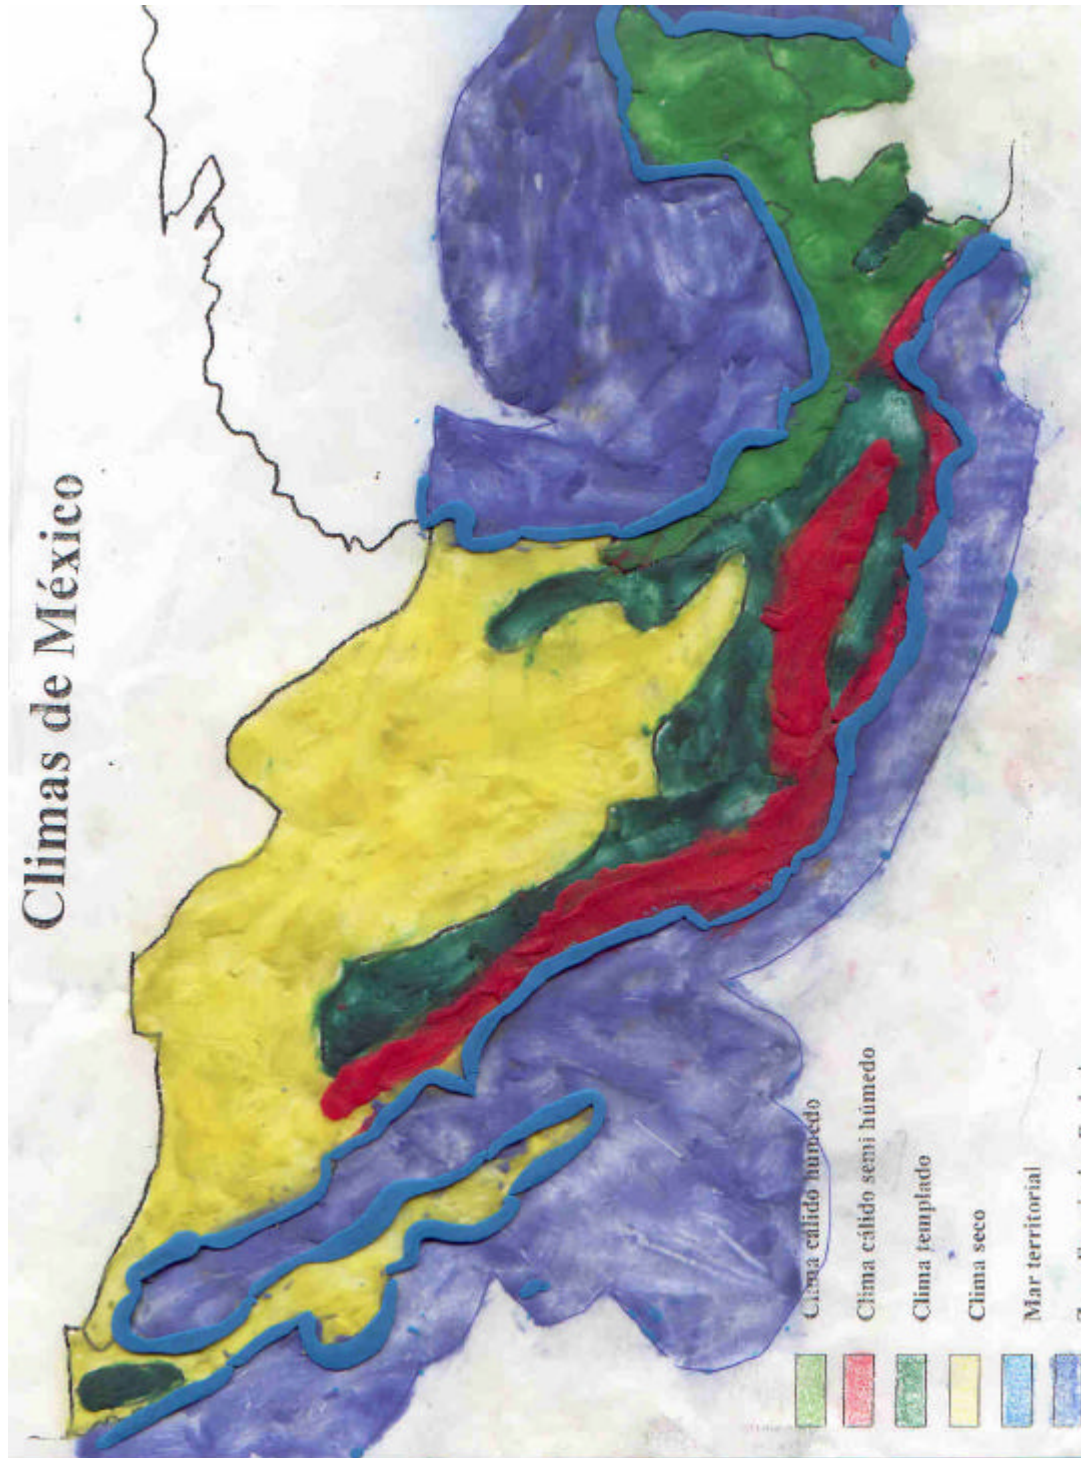 Climas de México
Clima cálido húmedo
Clima cálido semi húmedo
Clima templado
Clima seco
Mar territorial